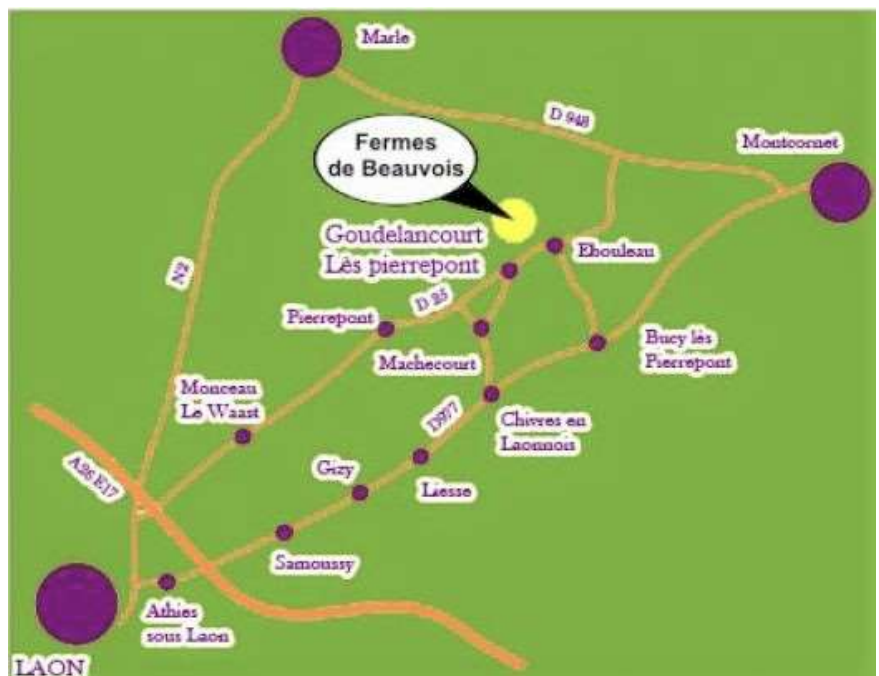 Marle
D 948
Montcornet
Fermes
de Beauvois
Goudelancourt
Lès pierrepont
Ebouleau
N2
D 25
Pierrepont
Machecourt
Bucy lès
Pierrepont
Monceau
Le Waast
D977
Chivres en
Laonnois
A26 E17
Gizy
Liesse
Samoussy
Athies
sous Laon
LAON